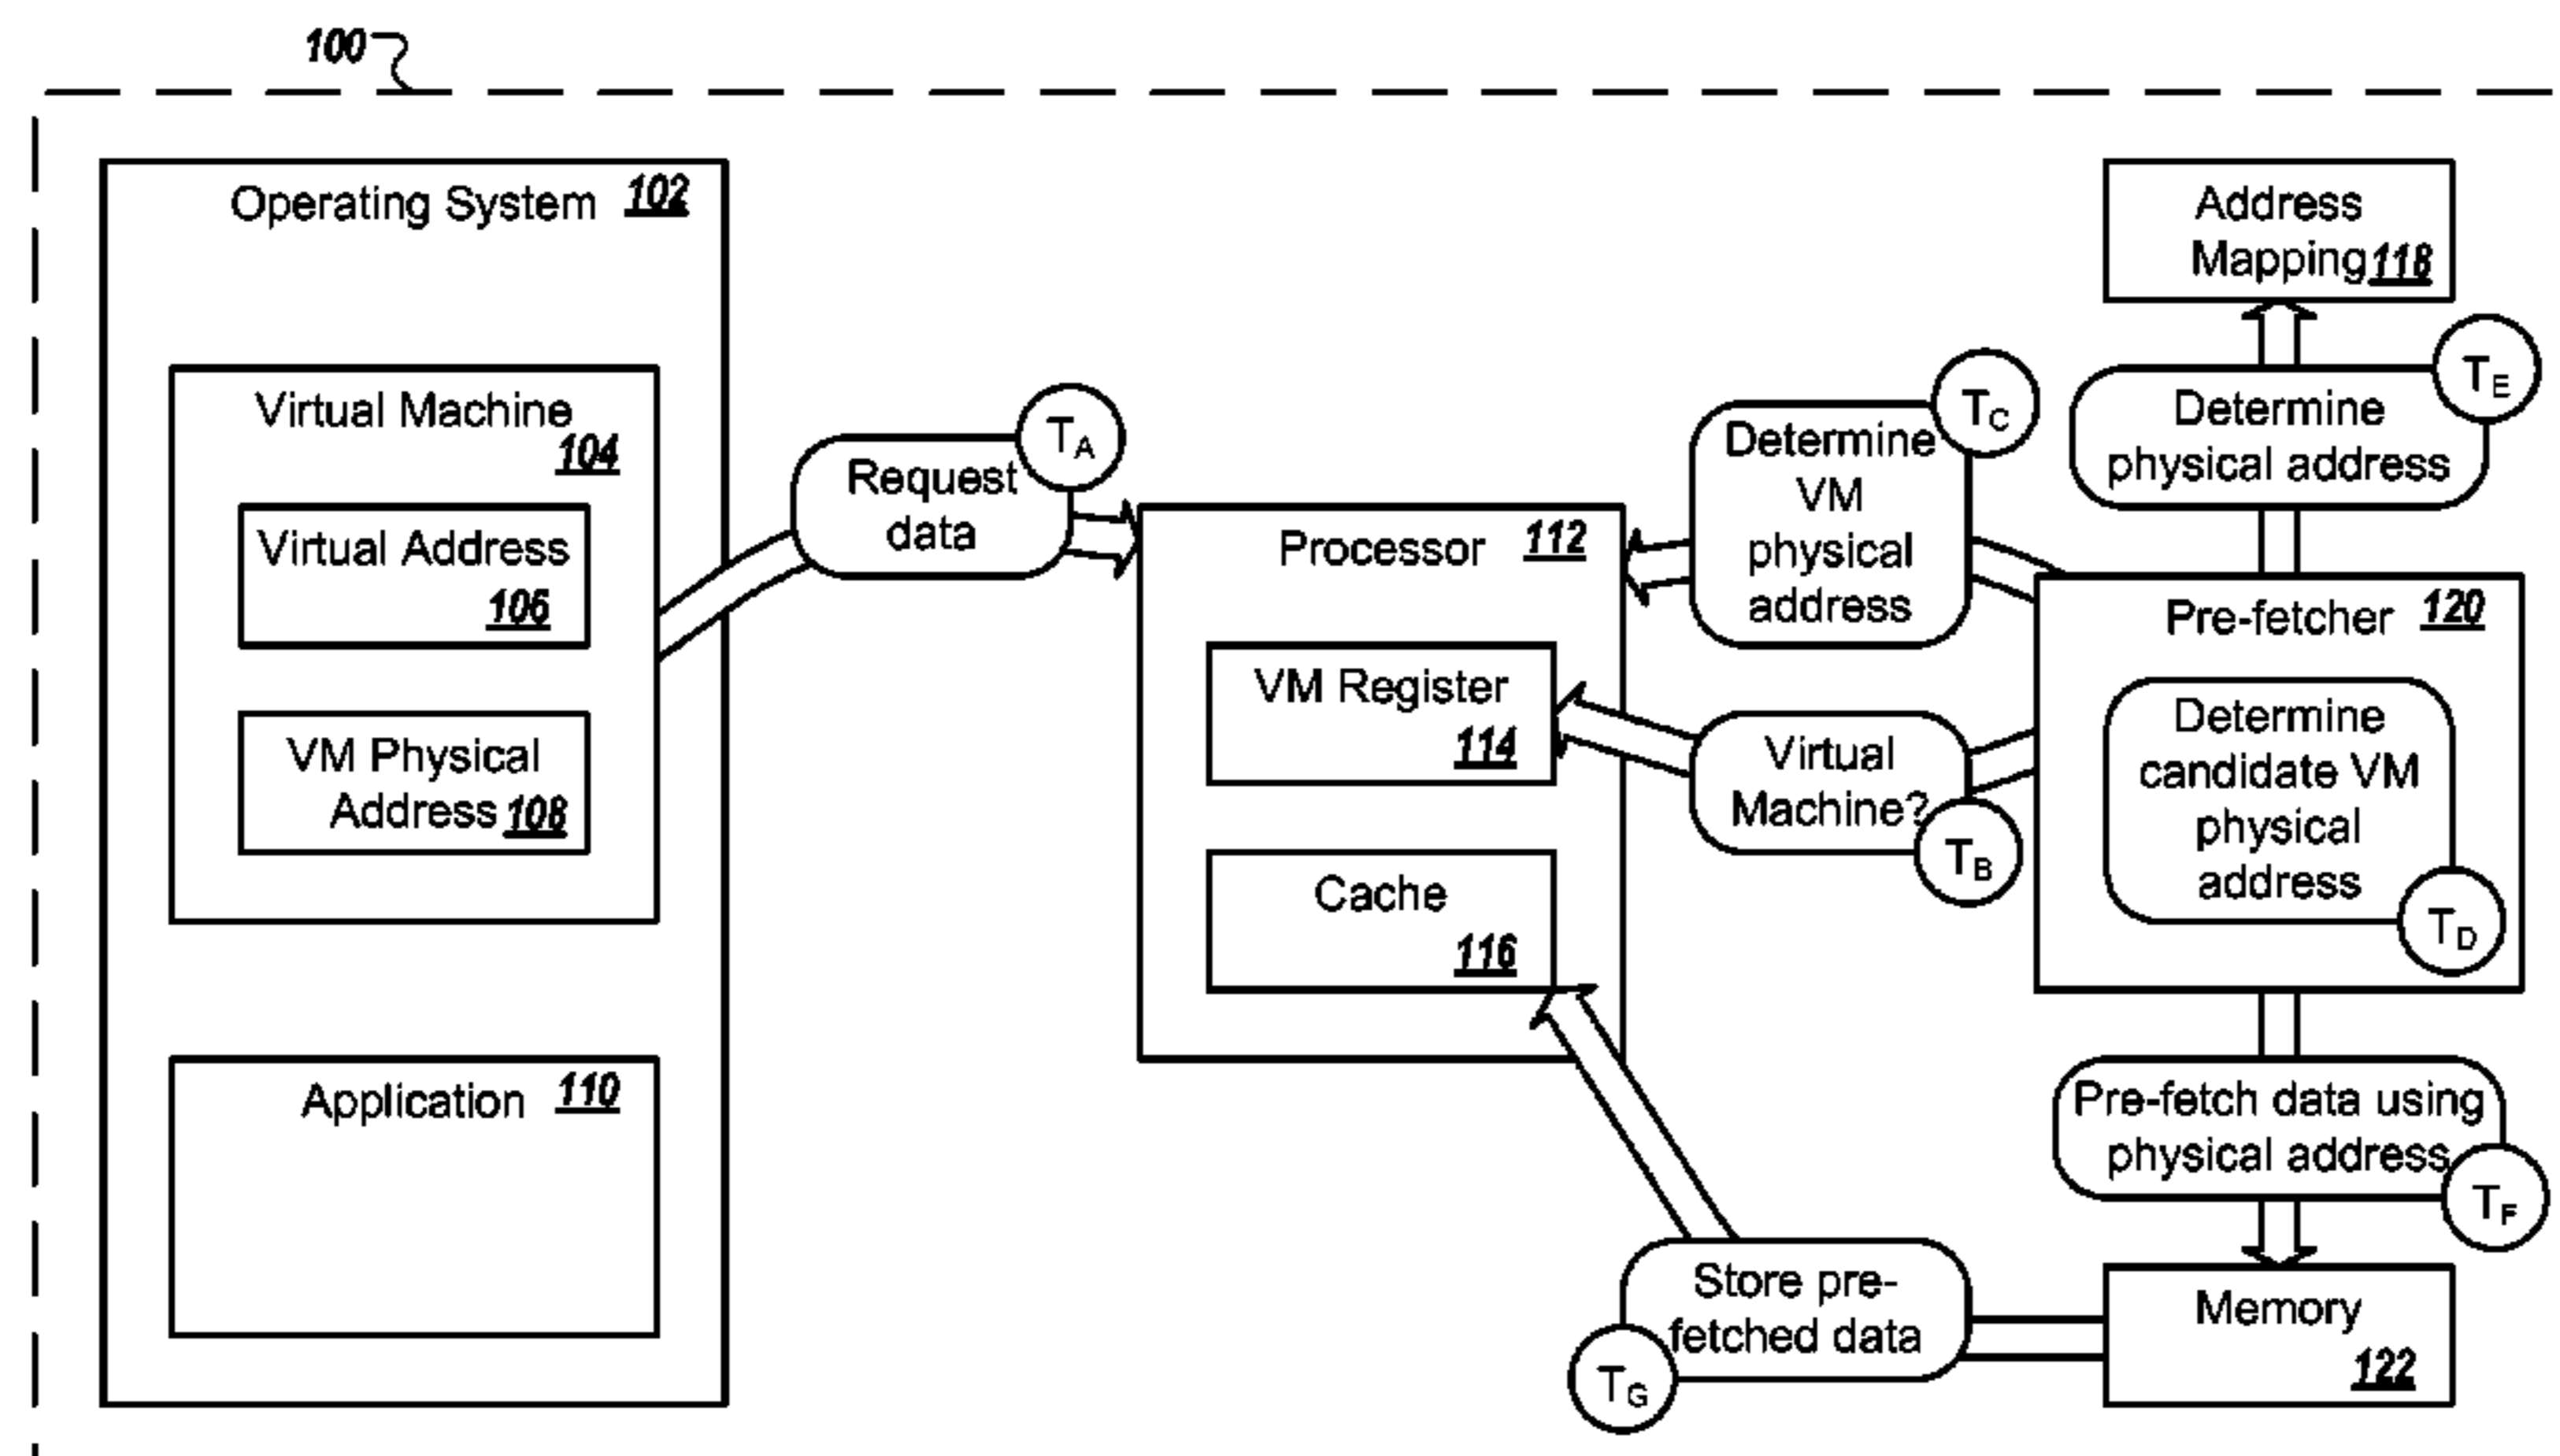 100
Operating System 102
Virtual Machine
104
Virtual Address
106
VM Physical
Address 108
Application 110
Request
data
TA
Processor 112
VM Register
114
Cache
116
Determine
VM
physical
address
TC
Virtual
Machine?
TB
Address
Mapping 118
Determine
physical address
TE
Pre-fetcher 120
Determine
candidate VM
physical
address
TD
Pre-fetch data using
physical address
TF
Store pre-
fetched data
TG
Memory
122